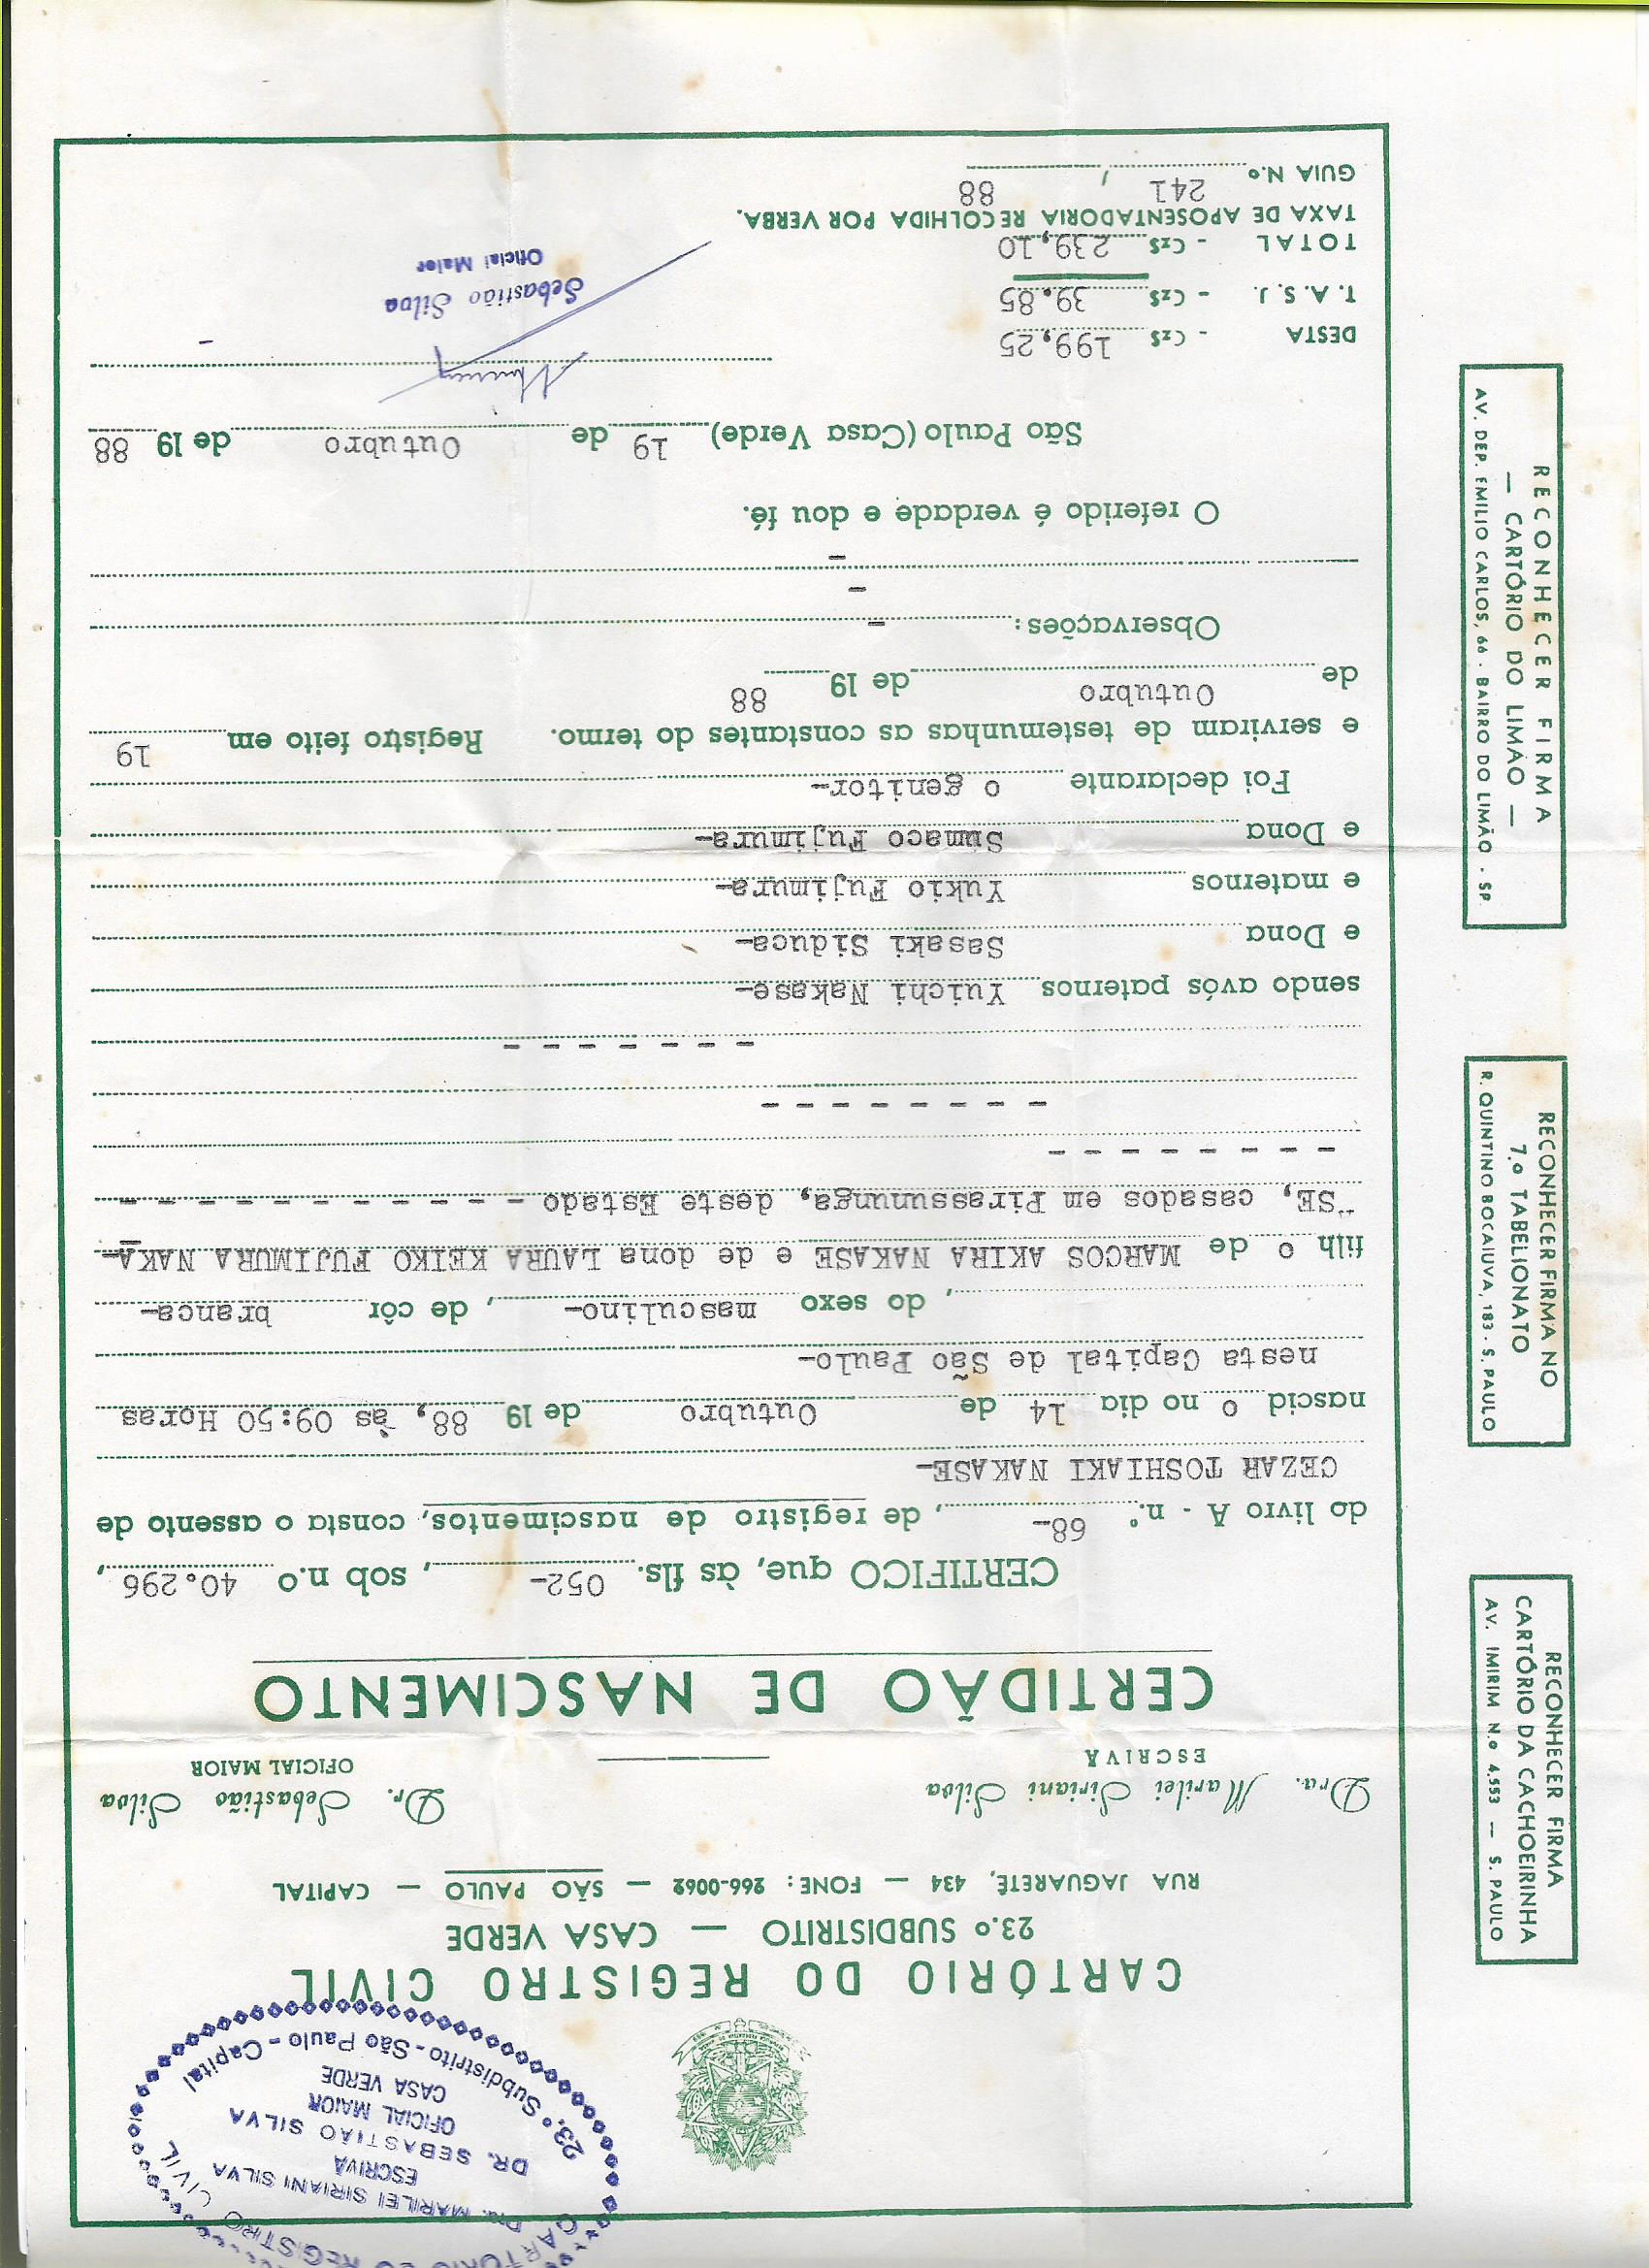 CARTÓRIO DO REGISTRO CIVIL
Dra. MARILEI SIRIANI SILVA
ESCRIVÃ
DR. SEBASTIÃO SILVA
OFICIAL MAIOR
CASA VERDE
23.º Subdistrito - São Paulo - Capital
CARTÓRIO DO REGISTRO CIVIL
23.º SUBDISTRITO — CASA VERDE
RUA JAGUARETÊ, 434 — FONE: 266-0062 — SÃO PAULO — CAPITAL
Dra. Marilei Siriani Silva Dr. Sebastião Silva
ESCRIVÃ OFICIAL MAIOR
CERTIDÃO DE NASCIMENTO
CERTIFICO que, às fls. 052-, sob n.º 40.296,
do livro A - n.º 68-, de registro de nascimentos, consta o assento de
CEZAR TOSHIAKI NAKASE-
nascid o no dia 14 de Outubro de 19 88, às 09:50 Horas
nesta Capital de São Paulo-
, do sexo masculino-, de côr branca-
filh o de MARCOS AKIRA NAKASE e de dona LAURA KEIKO FUJIMURA NAKA-
SE, casados em Pirassununga, deste Estado - - - - - - - - - - -
- - - - - - - -
- - - - - - - -
- - - - - - -
sendo avós paternos Yuichi Nakase-
e Dona Sasaki Siduca-
e maternos Yukio Fujimura-
e Dona Sumaco Fujimura-
Foi declarante o genitor-
e serviram de testemunhas as constantes do termo. Registro feito em 19
de Outubro de 19 88
Observações: -
-
-
O referido é verdade e dou fé.
São Paulo (Casa Verde) 19 de Outubro de 19 88
Sebastião Silva
Oficial Maior
DESTA - Cz$ 199,25
T. A. S. J. - Cz$ 39.85
TOTAL - Cz$ 239,10
TAXA DE APOSENTADORIA RECOLHIDA POR VERBA.
GUIA N.º 241 / 88
RECONHECER FIRMA
CARTÓRIO DA CACHOEIRINHA
AV. IMIRIM N.º 4.553 — S. PAULO
RECONHECER FIRMA NO
7.º TABELIONATO
R. QUINTINO BOCAIUVA, 183 - S. PAULO
RECONHECER FIRMA
— CARTÓRIO DO LIMÃO —
AV. DEP. EMILIO CARLOS, 66 - BAIRRO DO LIMÃO - SP.